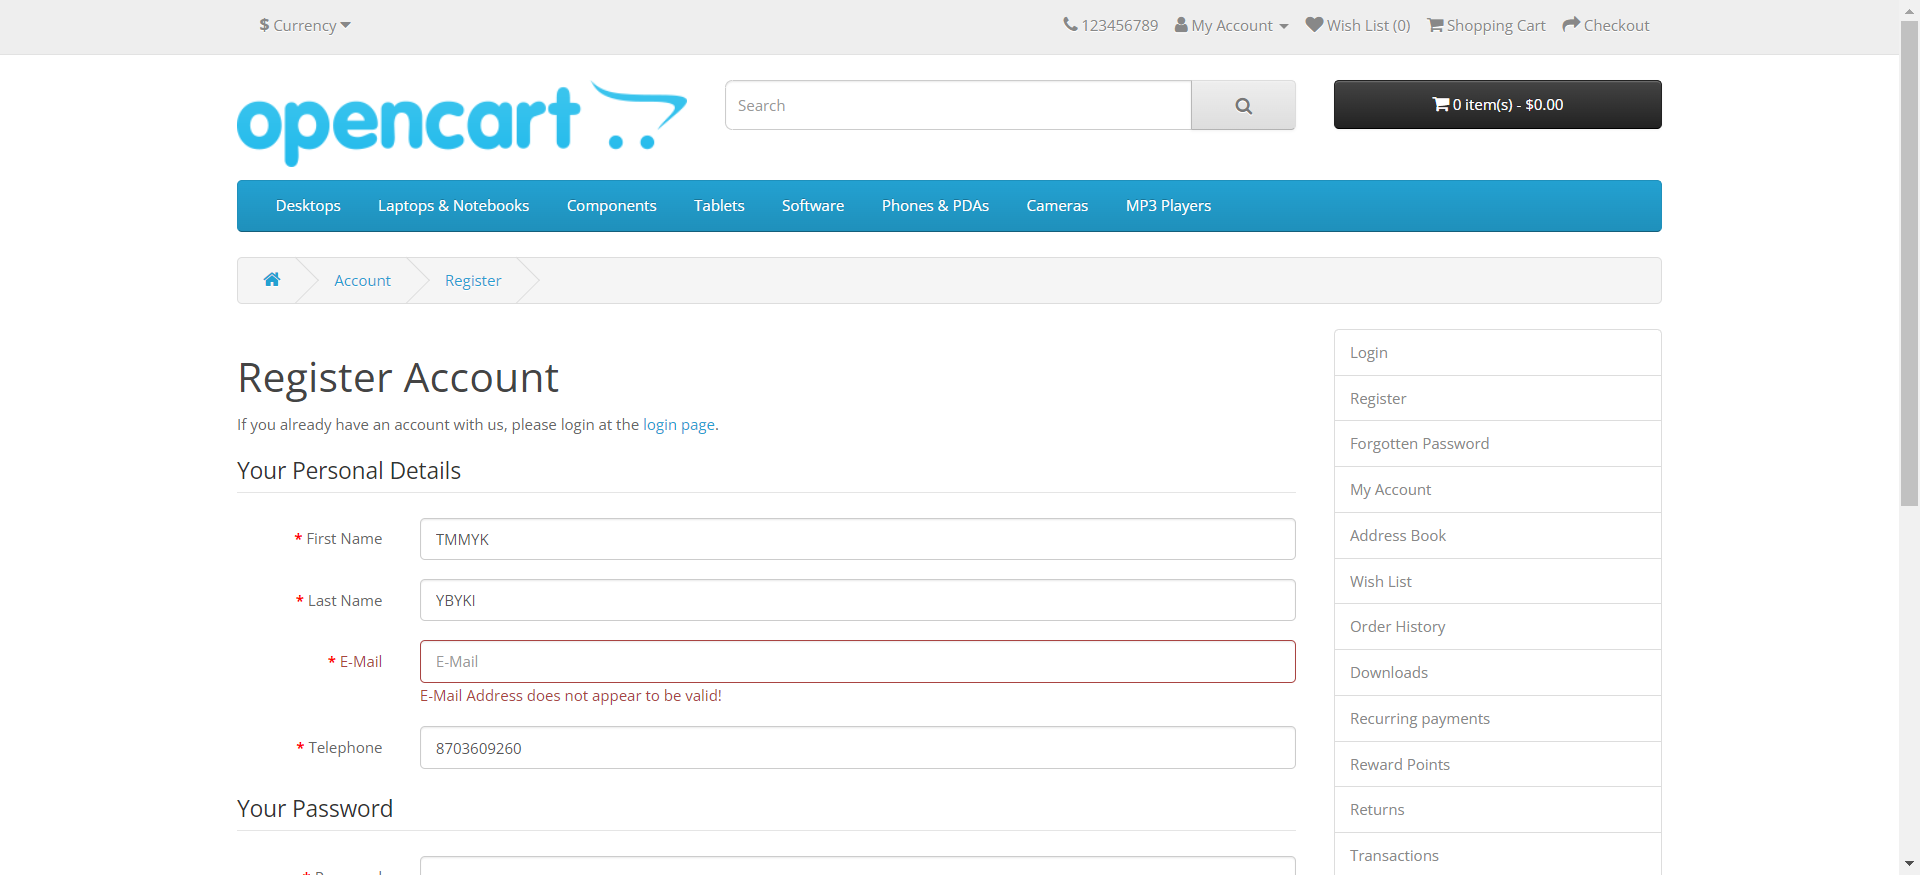 $ Currency
123456789 My Account Wish List (0) Shopping Cart Checkout
opencart
Search
0 item(s) - $0.00
Desktops Laptops & Notebooks Components Tablets Software Phones & PDAs Cameras MP3 Players
Account Register
Register Account
If you already have an account with us, please login at the login page.
Your Personal Details
* First Name TMMYK
* Last Name YBYKI
* E-Mail E-Mail
E-Mail Address does not appear to be valid!
* Telephone 8703609260
Your Password
Login
Register
Forgotten Password
My Account
Address Book
Wish List
Order History
Downloads
Recurring payments
Reward Points
Returns
Transactions